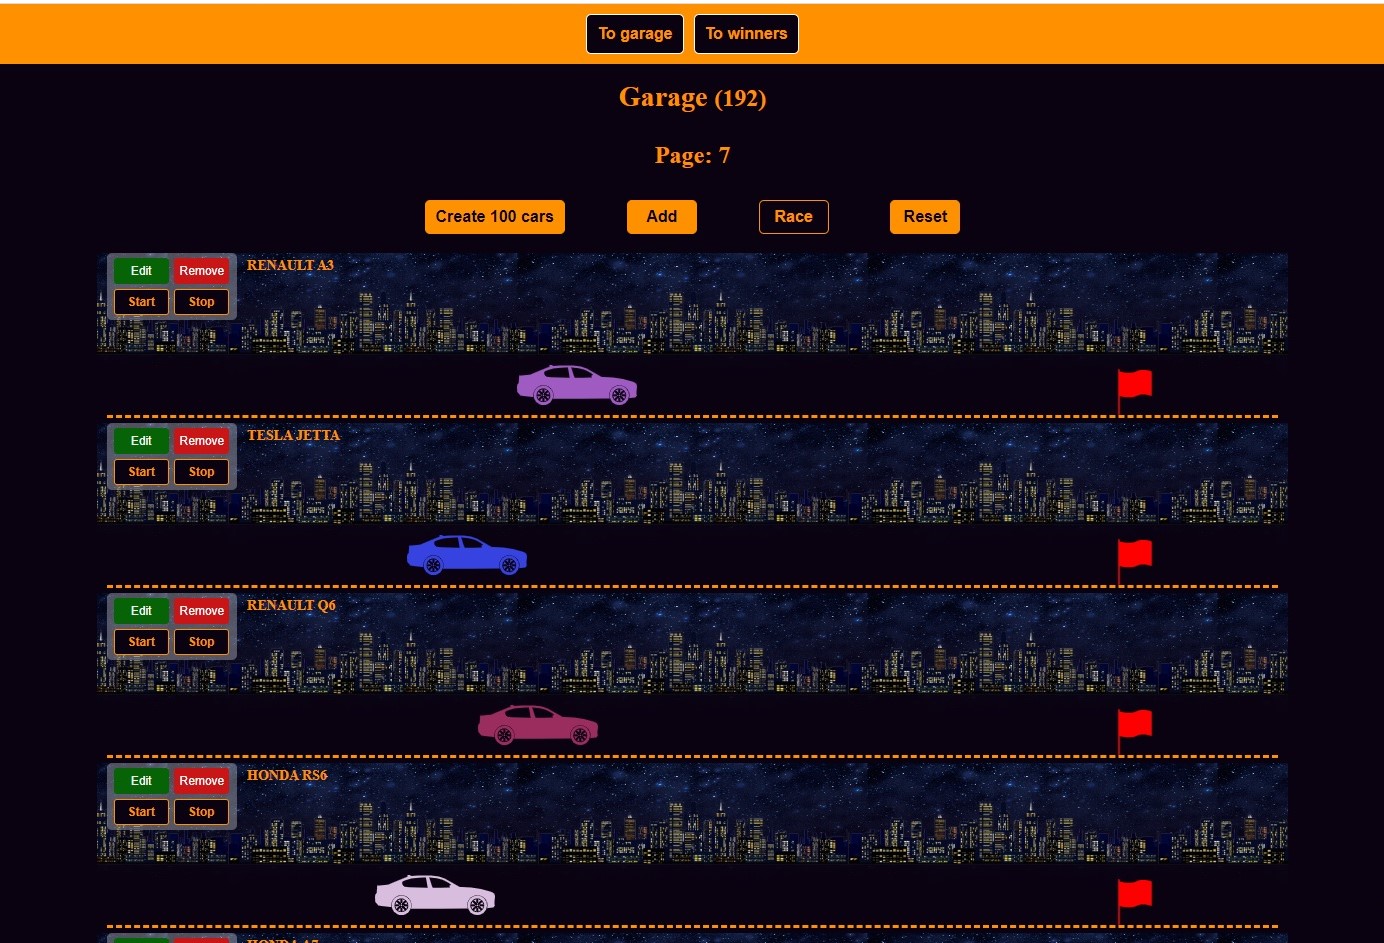 To garage To winners
Garage (192)
Page: 7
Create 100 cars Add Race Reset
Edit Remove RENAULT A3
Start Stop
Edit Remove TESLA JETTA
Start Stop
Edit Remove RENAULT Q6
Start Stop
Edit Remove HONDA RS6
Start Stop
HONDA